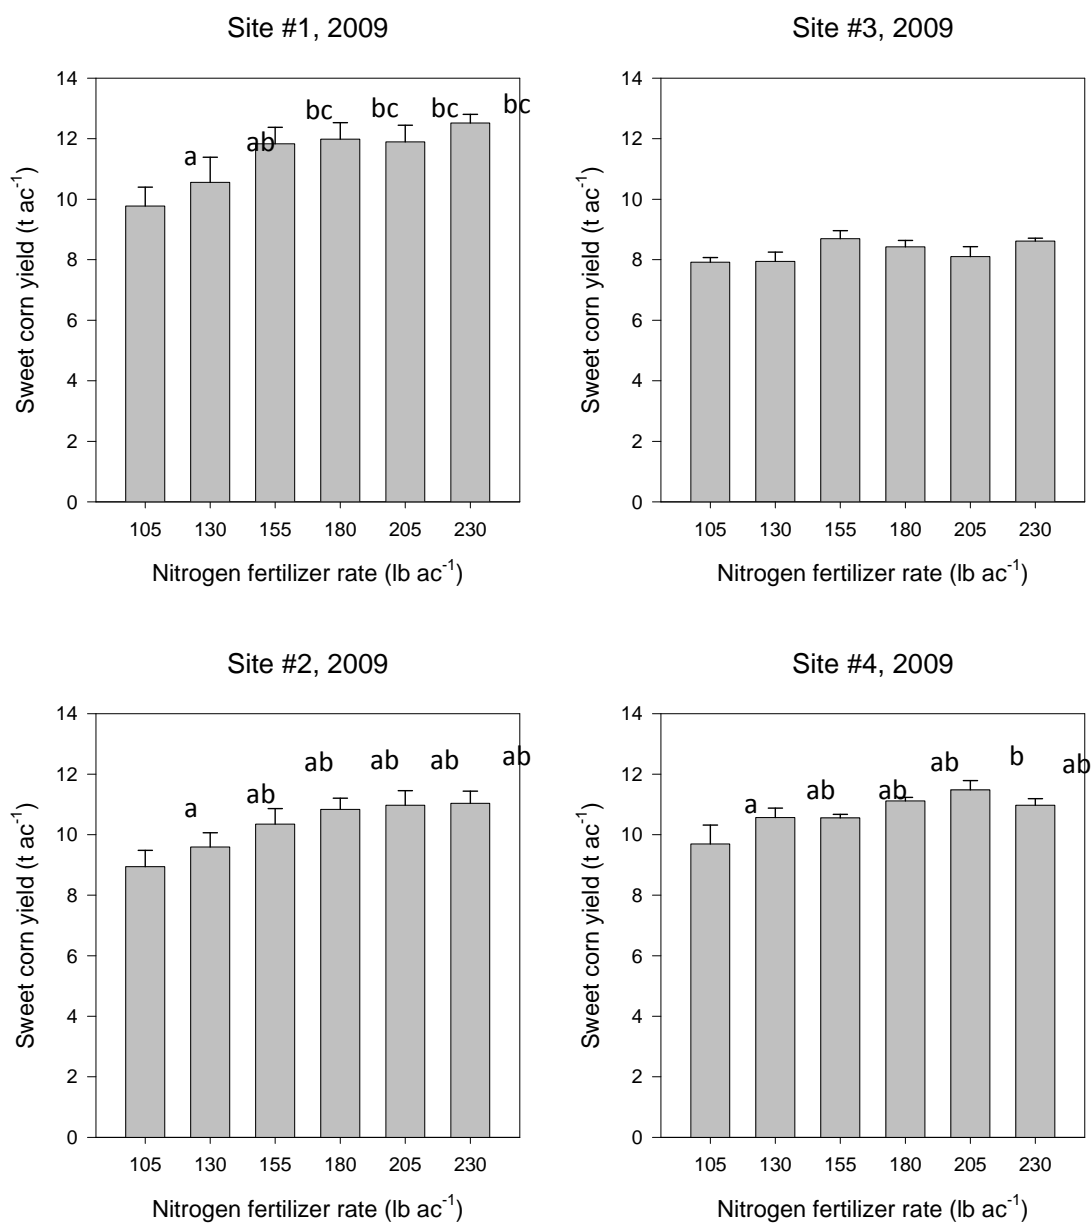 Site #1, 2009
Sweet corn yield (t ac⁻¹)
14
12
10
8
6
4
2
0
a
ab
bc
bc
bc
bc
105 130 155 180 205 230
Nitrogen fertilizer rate (lb ac⁻¹)
Site #3, 2009
Sweet corn yield (t ac⁻¹)
14
12
10
8
6
4
2
0
105 130 155 180 205 230
Nitrogen fertilizer rate (lb ac⁻¹)
Site #2, 2009
Sweet corn yield (t ac⁻¹)
14
12
10
8
6
4
2
0
a
ab
ab
ab
ab
ab
105 130 155 180 205 230
Nitrogen fertilizer rate (lb ac⁻¹)
Site #4, 2009
Sweet corn yield (t ac⁻¹)
14
12
10
8
6
4
2
0
a
ab
ab
ab
b
ab
105 130 155 180 205 230
Nitrogen fertilizer rate (lb ac⁻¹)